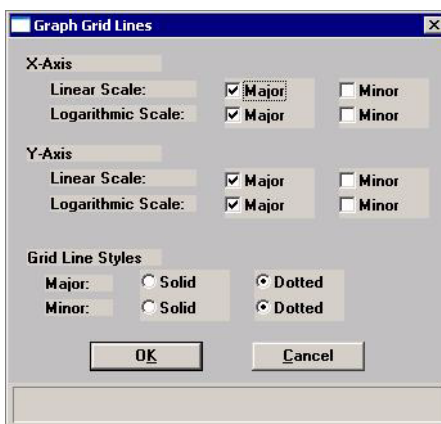 Graph Grid Lines
X-Axis
Linear Scale: Major Minor
Logarithmic Scale: Major Minor
Y-Axis
Linear Scale: Major Minor
Logarithmic Scale: Major Minor
Grid Line Styles
Major: Solid Dotted
Minor: Solid Dotted
OK Cancel